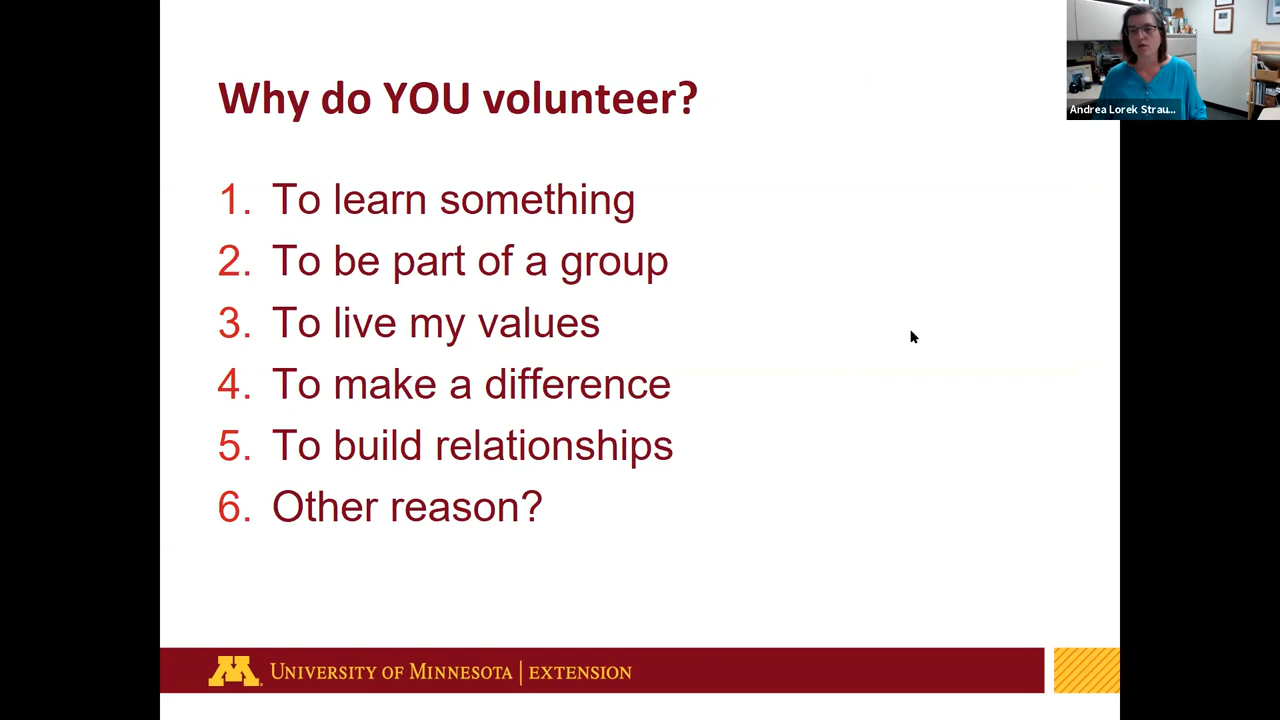 Why do YOU volunteer?
1. To learn something
2. To be part of a group
3. To live my values
4. To make a difference
5. To build relationships
6. Other reason?
Andrea Lorek Strau...
UNIVERSITY OF MINNESOTA | EXTENSION